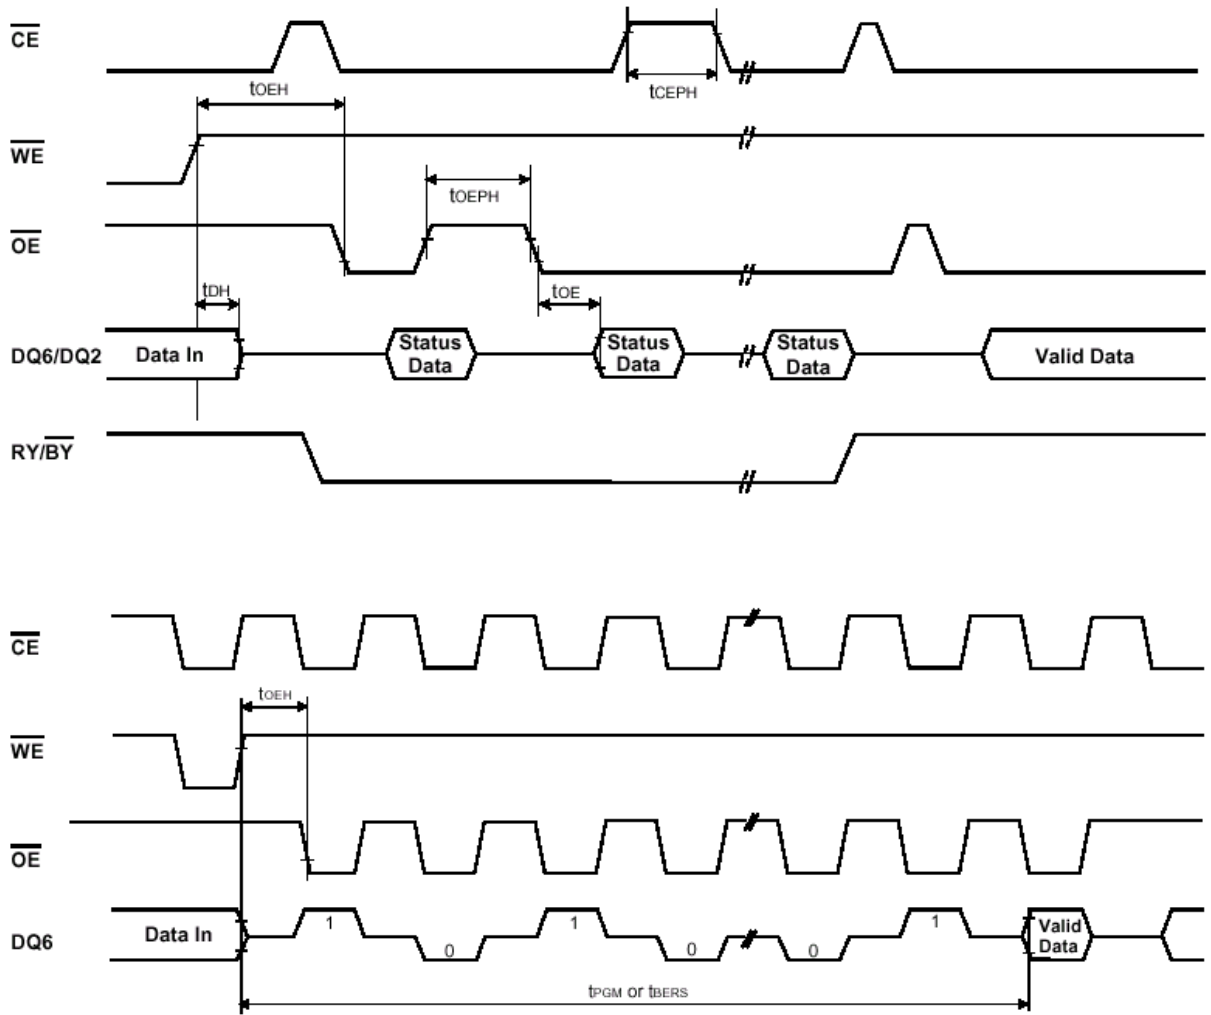 CE
tCEPH
tOEH
WE
tOEPH
OE
tDH
tOE
DQ6/DQ2 Data In Status Data Status Data Status Data Valid Data
RY/BY
CE
tOEH
WE
OE
DQ6 Data In 1 0 1 0 0 1 Valid Data
tPGM or tBERS